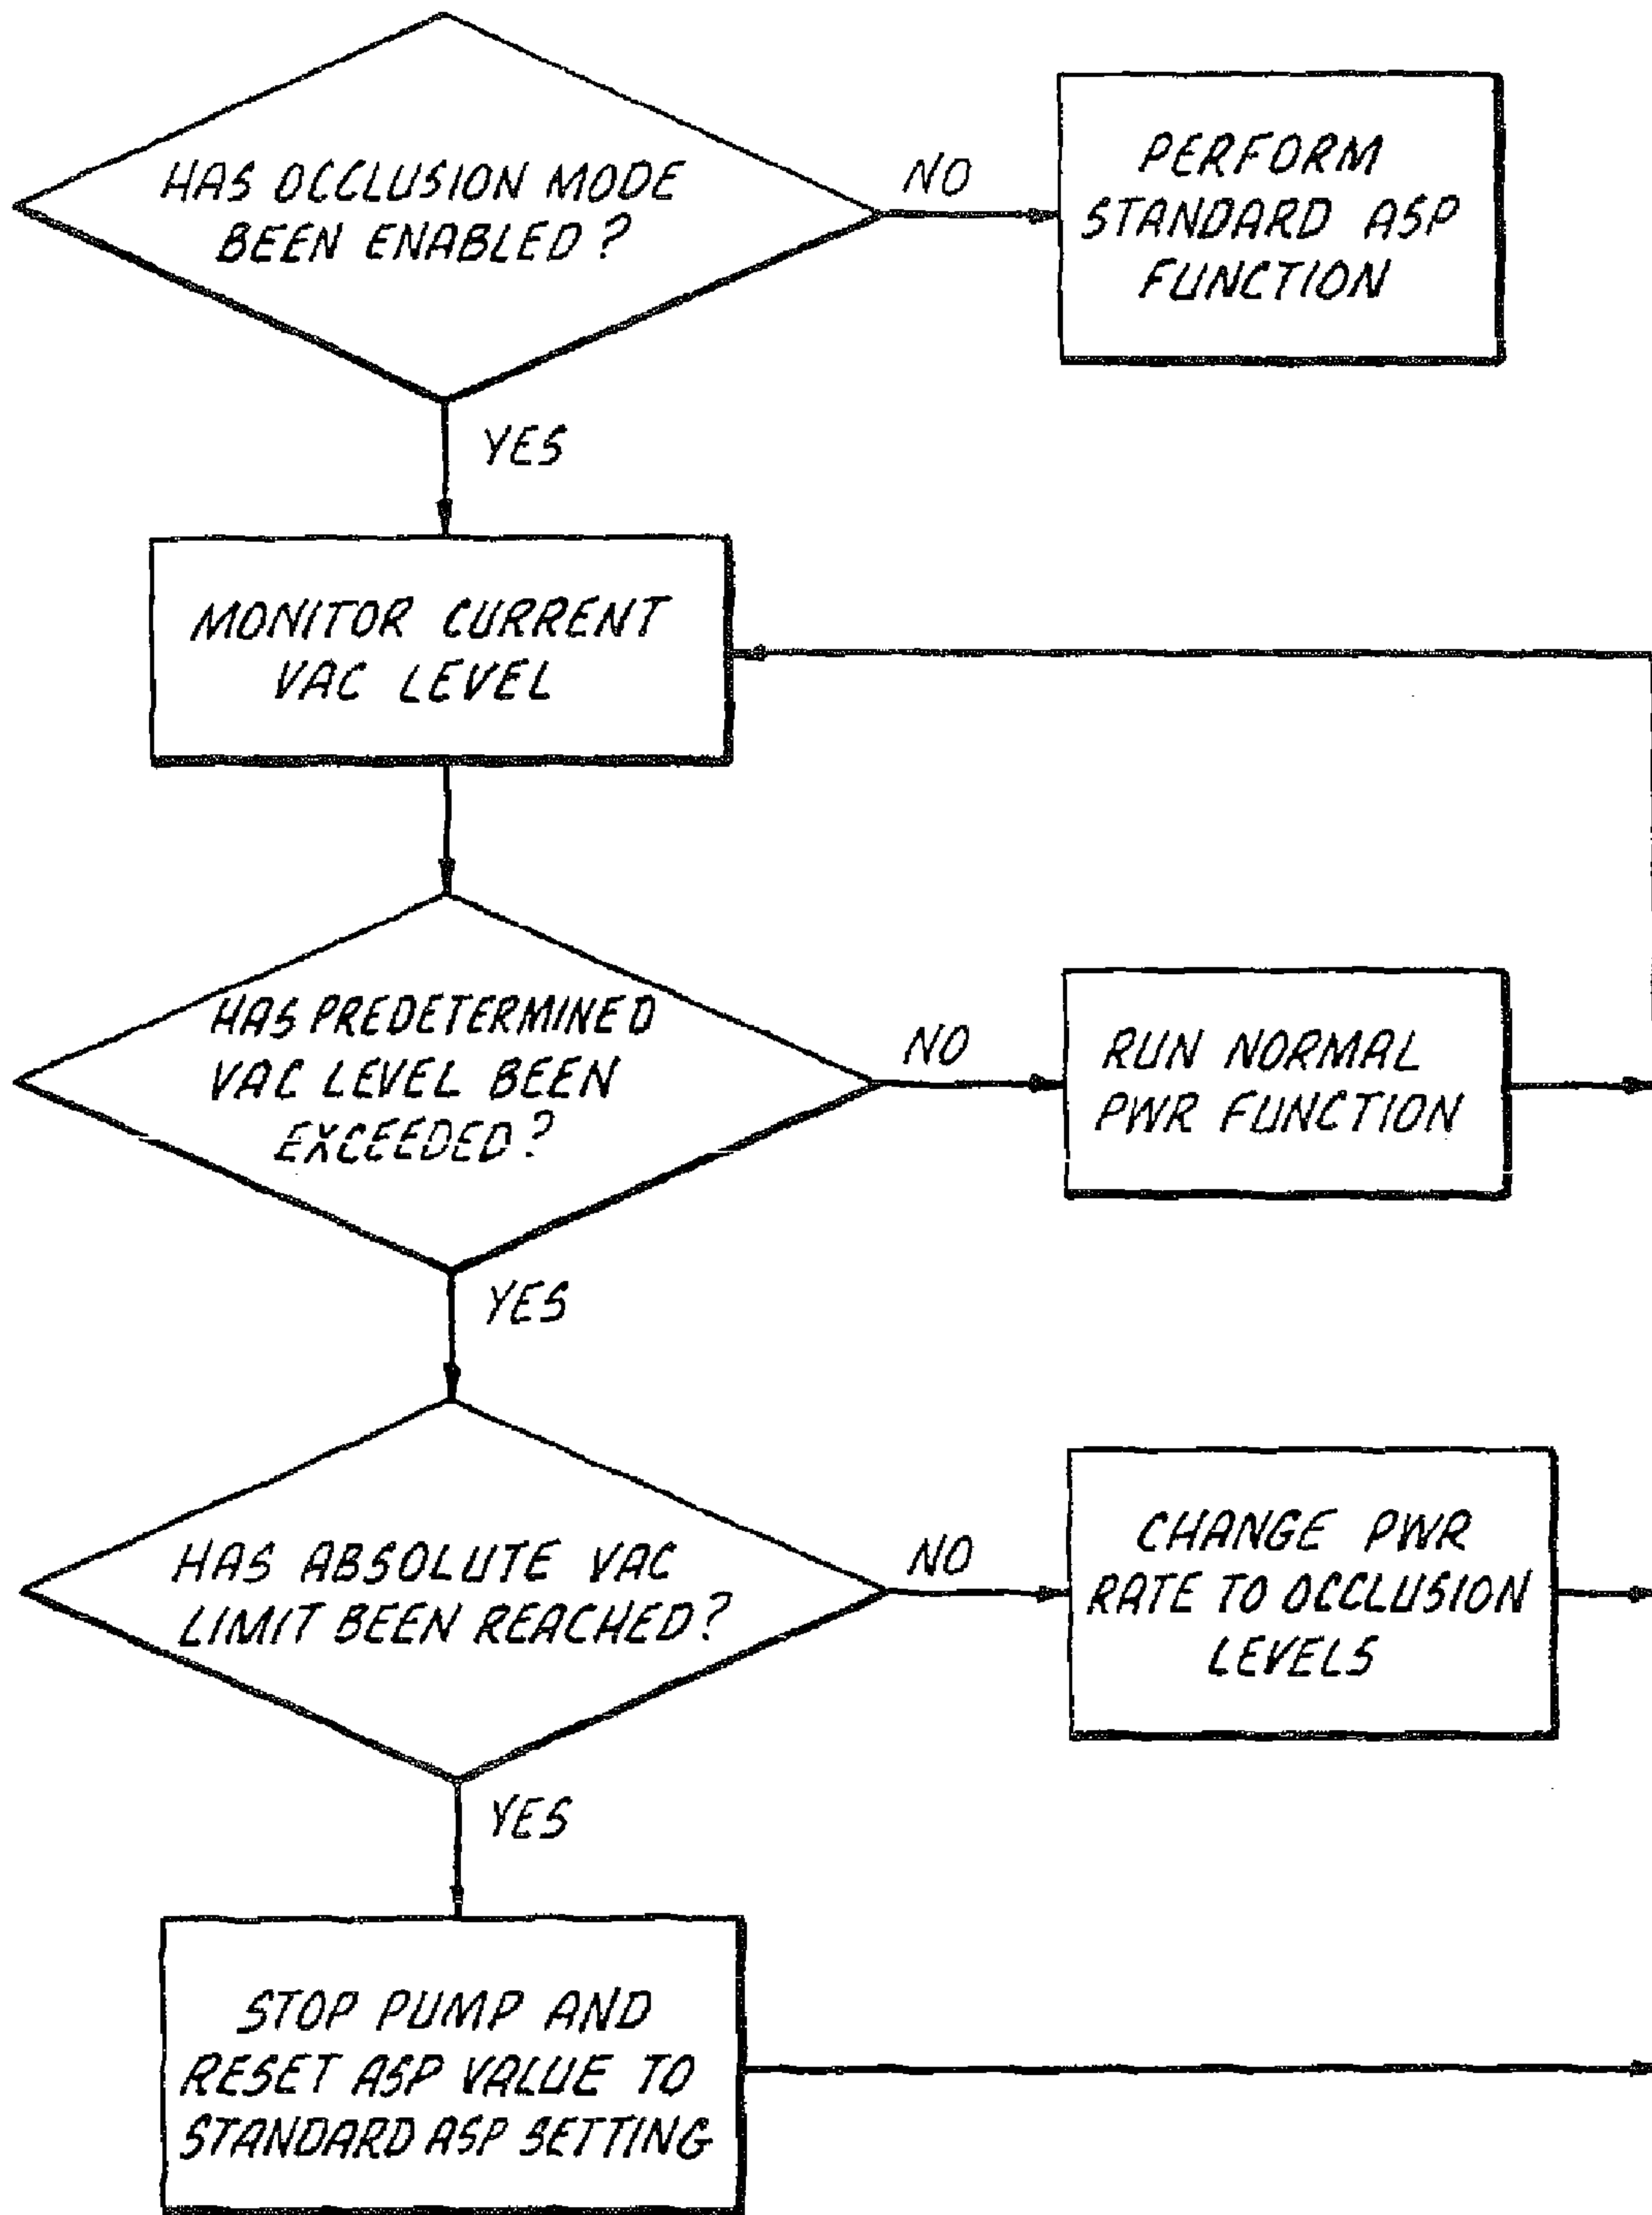 HAS OCCLUSION MODE
BEEN ENABLED?
NO
PERFORM
STANDARD ASP
FUNCTION
YES
MONITOR CURRENT
VAC LEVEL
HAS PREDETERMINED
VAC LEVEL BEEN
EXCEEDED?
NO
RUN NORMAL
PWR FUNCTION
YES
HAS ABSOLUTE VAC
LIMIT BEEN REACHED?
NO
CHANGE PWR
RATE TO OCCLUSION
LEVELS
YES
STOP PUMP AND
RESET ASP VALUE TO
STANDARD ASP SETTING